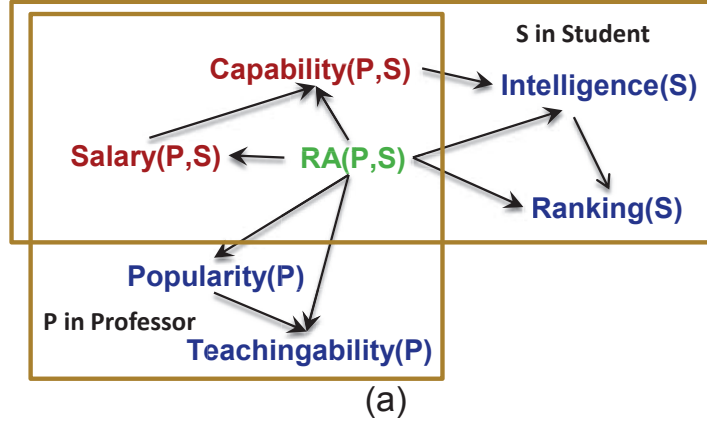 S in Student
Capability(P,S)
Intelligence(S)
Salary(P,S)
RA(P,S)
Ranking(S)
Popularity(P)
P in Professor
Teachingability(P)
(a)